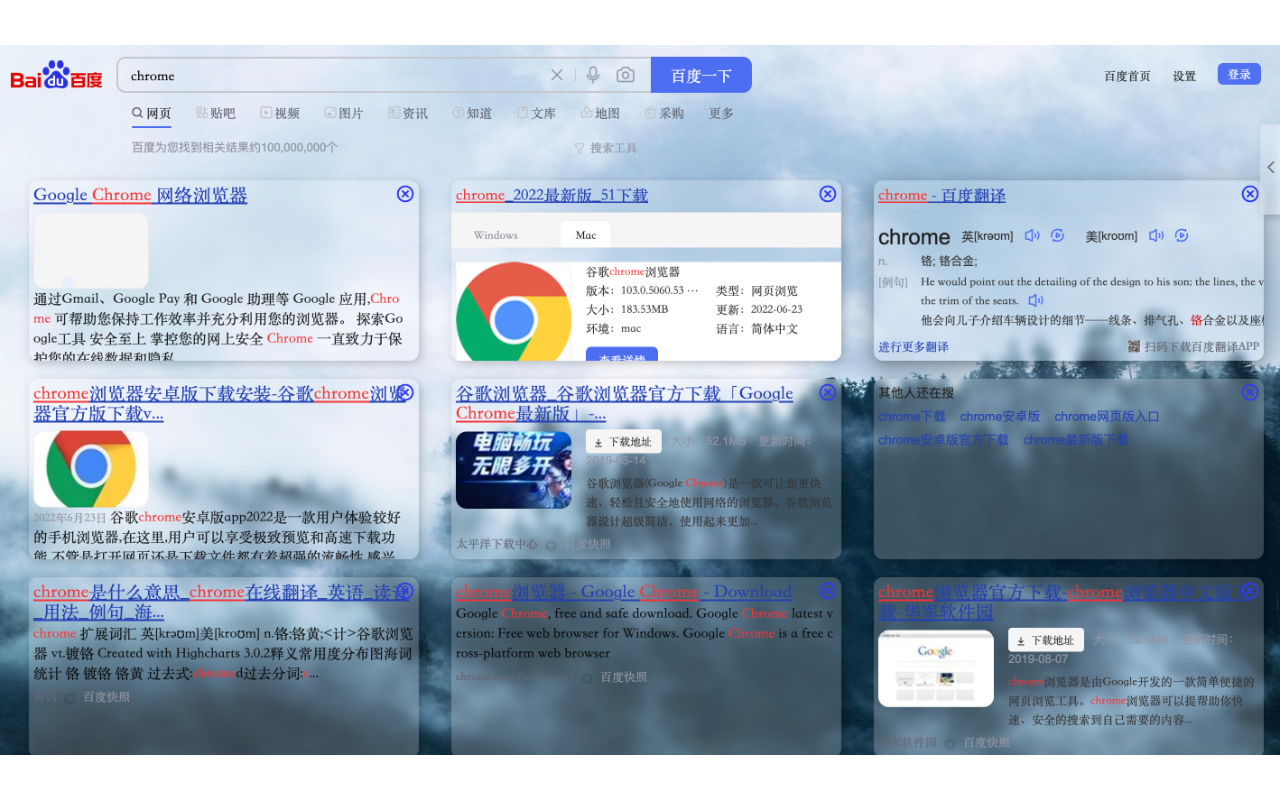 Bai du 百度
chrome
百度一下
百度首页 设置 登录
网页 贴吧 视频 图片 资讯 知道 文库 地图 采购 更多
百度为您找到相关结果约100,000,000个
搜索工具
Google Chrome 网络浏览器
通过Gmail、Google Pay 和 Google 助理等 Google 应用,Chro
me 可帮助您保持工作效率并充分利用您的浏览器。 探索Go
ogle工具 安全至上 掌控您的网上安全 Chrome 一直致力于保
护您的在线数据和隐私
chrome_2022最新版_51下载
Windows Mac
谷歌chrome浏览器
版本: 103.0.5060.53 ··· 类型: 网页浏览
大小: 183.53MB 更新: 2022-06-23
环境: mac 语言: 简体中文
查看详情
chrome - 百度翻译
chrome 英[krəʊm] 美[kroʊm]
n. 铬; 铬合金;
[例句] He would point out the detailing of the design to his son: the lines, the v
the trim of the seats.
他会向儿子介绍车辆设计的细节——线条、排气孔、铬合金以及座椅
进行更多翻译 扫码下载百度翻译APP
chrome浏览器安卓版下载安装-谷歌chrome浏览
器官方版下载v...
2022年6月23日 谷歌chrome安卓版app2022是一款用户体验较好
的手机浏览器,在这里,用户可以享受极致预览和高速下载功
能,不管是打开网页还是下载文件都有着超强的流畅性,感兴
谷歌浏览器_谷歌浏览器官方下载「Google
Chrome最新版」-...
电脑畅玩
无限多开
下载地址 大小: 52.1MB 更新时间:
2019-05-14
谷歌浏览器(Google Chrome)是一款可让您更快
速、轻松且安全地使用网络的浏览器。谷歌浏览
器设计超级简洁，使用起来更加...
太平洋下载中心 百度快照
其他人还在搜
chrome下载 chrome安卓版 chrome网页版入口
chrome安卓版官方下载 chrome最新版下载
chrome是什么意思_chrome在线翻译_英语_读音
_用法_例句_海...
chrome 扩展词汇 英[krəʊm]美[kroʊm] n.铬;铬黄;<计>谷歌浏览
器 vt.镀铬 Created with Highcharts 3.0.2释义常用度分布图海词
统计 铬 镀铬 铬黄 过去式:chromed过去分词:c...
海词 百度快照
chrome浏览器 - Google Chrome - Download
Google Chrome, free and safe download. Google Chrome latest v
ersion: Free web browser for Windows. Google Chrome is a free c
ross-platform web browser
百度快照
chrome浏览器官方下载-chrome浏览器中文版下
载-华军软件园
Google
下载地址 更新时间:
2019-08-07
chrome浏览器是由Google开发的一款简单便捷的
网页浏览工具。chrome浏览器可以提帮助你快
速、安全的搜索到自己需要的内容...
华军软件园 百度快照